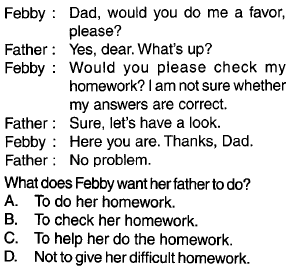 Febby : Dad, would you do me a favor,
please?
Father : Yes, dear. What's up?
Febby : Would you please check my
homework? I am not sure whether
my answers are correct.
Father : Sure, let's have a look.
Febby : Here you are. Thanks, Dad.
Father : No problem.
What does Febby want her father to do?
A. To do her homework.
B. To check her homework.
C. To help her do the homework.
D. Not to give her difficult homework.